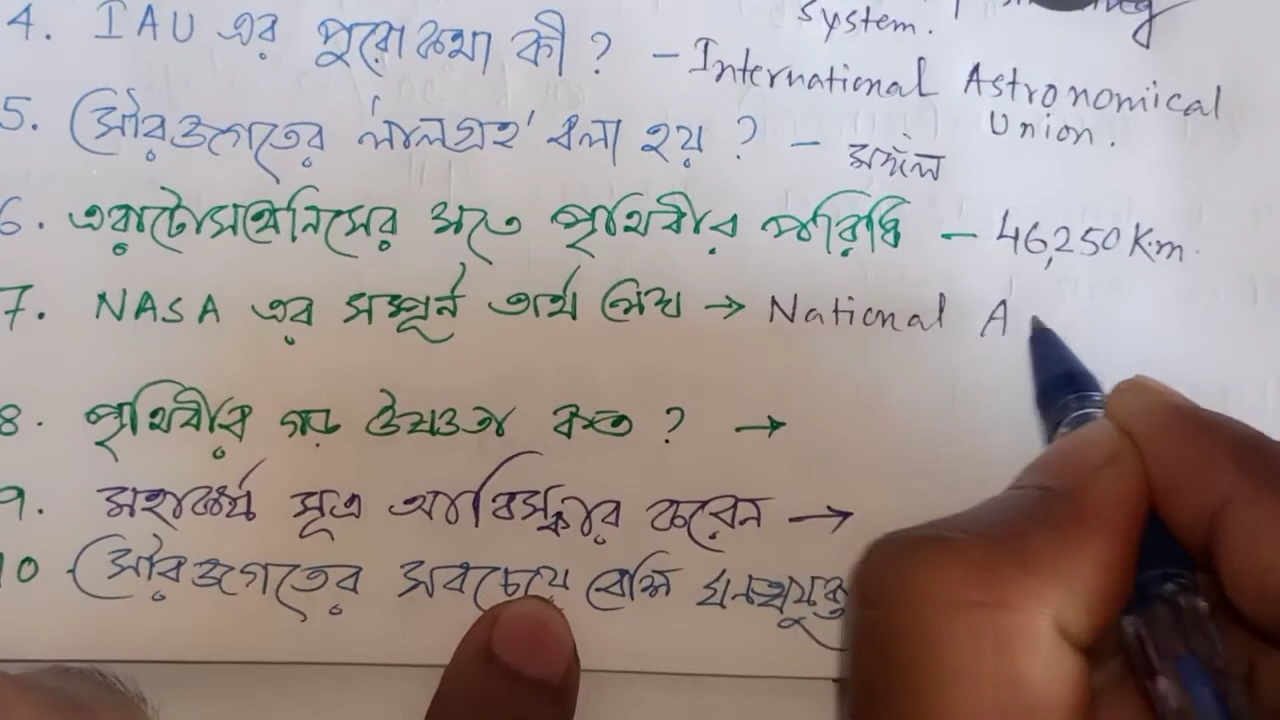 System.
4. IAU এর পুরো কথা কী? - International Astronomical
Union.
5. সৌরজগতের 'লালগ্রহ' বলা হয়? - মঙ্গল
6. এরাটোসথেনিসের মতে পৃথিবীর পরিধি - 46,250 Km.
7. NASA এর সম্পূর্ন অর্থ লেখ → National A
8. পৃথিবীর গড় উষ্ণতা কত? →
9. মহাকর্ষ সূত্র আবিস্কার করেন →
10 সৌরজগতের সবচেয়ে বেশি ঘনত্বযুক্ত